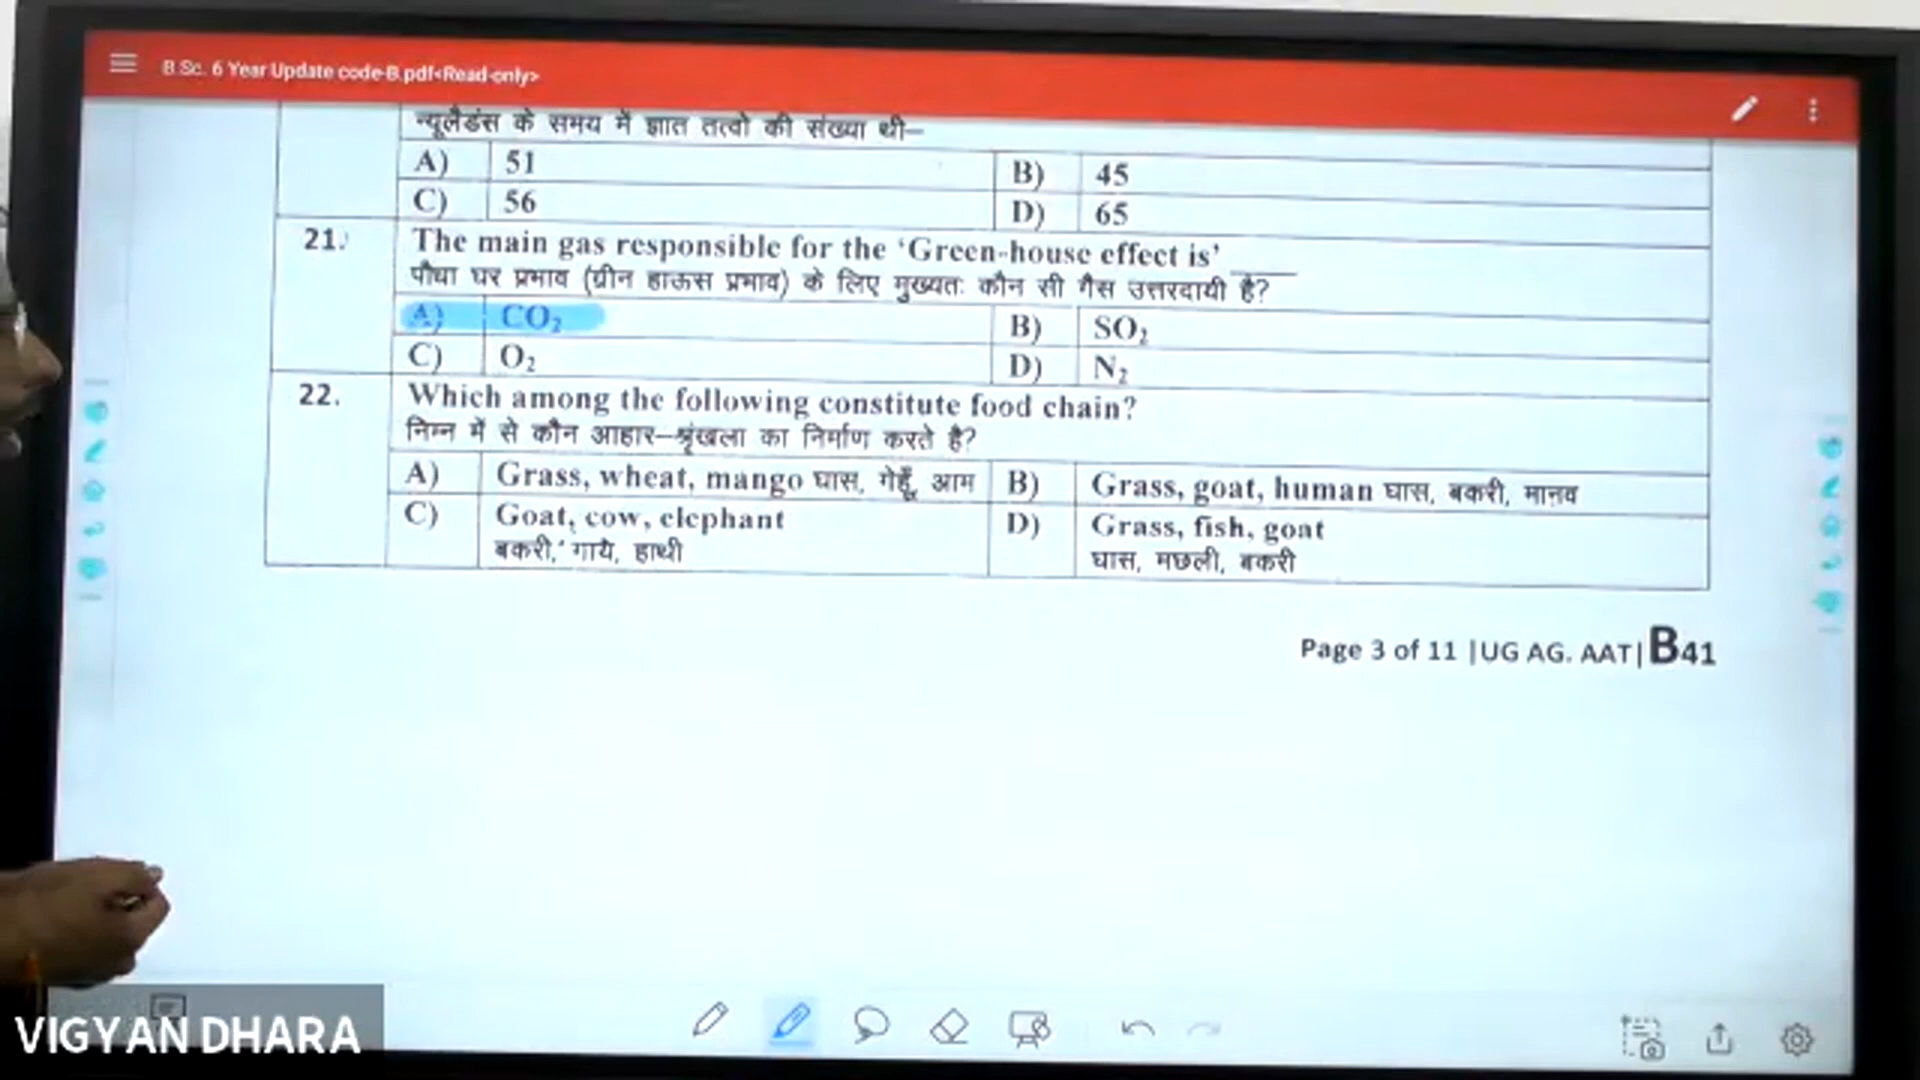 B.Sc. 6 Year Update code-B.pdf<Read-only>
न्यूलैडंस के समय में ज्ञात तत्वो की संख्या थी–
A) 51 B) 45
C) 56 D) 65
21. The main gas responsible for the ‘Green-house effect is’ ____
पौधा घर प्रभाव (ग्रीन हाऊस प्रभाव) के लिए मुख्यतः कौन सी गैस उत्तरदायी है?
A) CO₂ B) SO₂
C) O₂ D) N₂
22. Which among the following constitute food chain?
निम्न में से कौन आहार–श्रृंखला का निर्माण करते है?
A) Grass, wheat, mango घास, गेहूँ, आम B) Grass, goat, human घास, बकरी, मानव
C) Goat, cow, elephant D) Grass, fish, goat
बकरी, गाये, हाथी घास, मछली, बकरी
Page 3 of 11 |UG AG. AAT| B41
VIGYAN DHARA